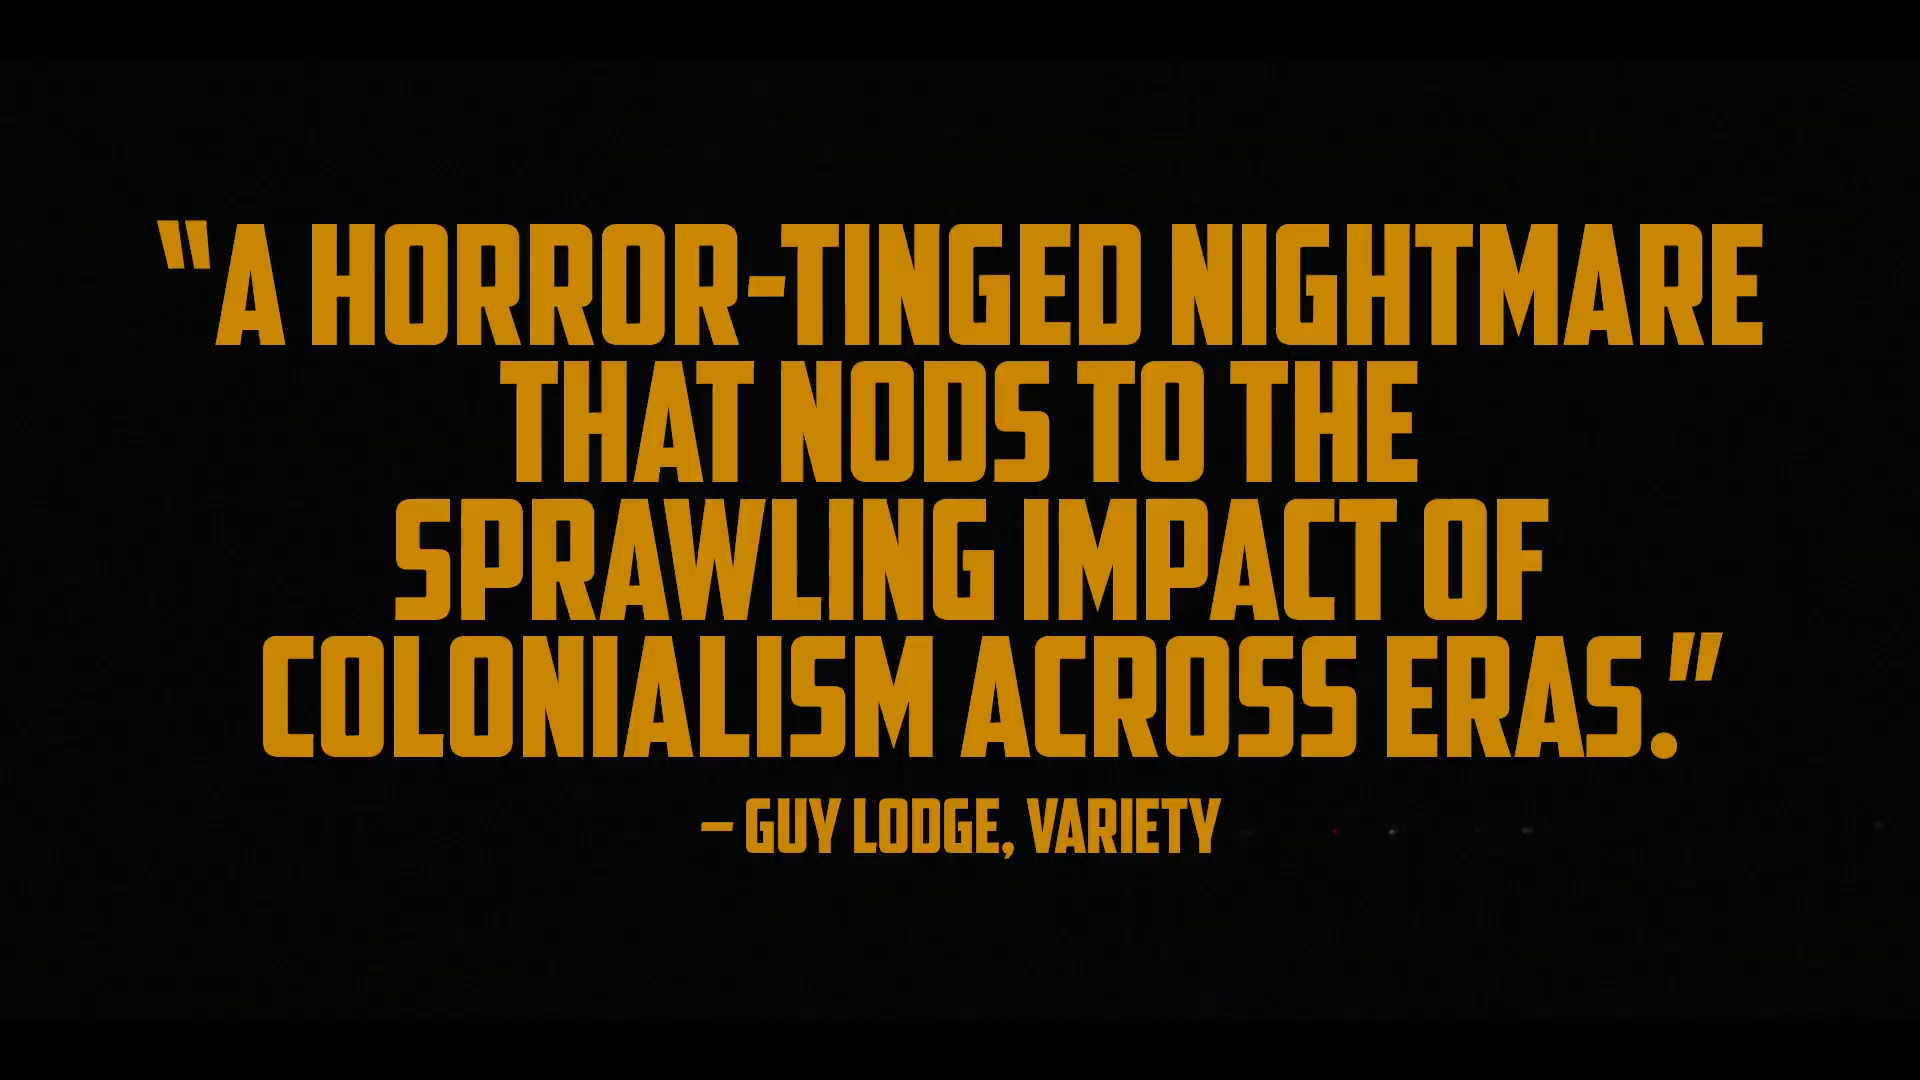 “A HORROR-TINGED NIGHTMARE
THAT NODS TO THE
SPRAWLING IMPACT OF
COLONIALISM ACROSS ERAS.”
– GUY LODGE, VARIETY